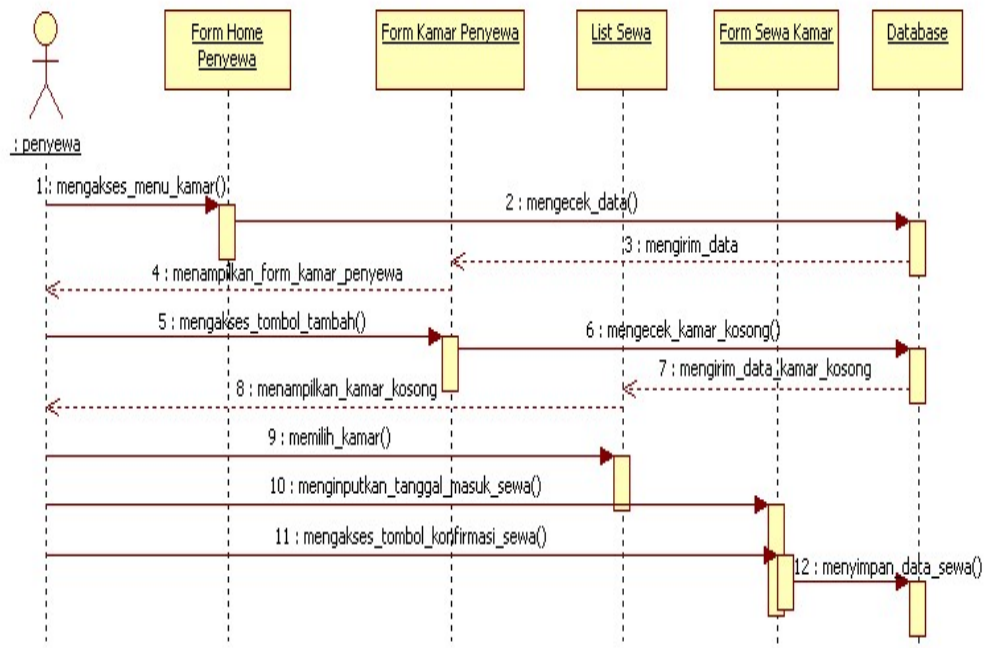 Form Home
Penyewa
Form Kamar Penyewa
List Sewa
Form Sewa Kamar
Database
: penyewa
1 : mengakses_menu_kamar()
2 : mengecek_data()
3 : mengirim_data
4 : menampilkan_form_kamar_penyewa
5 : mengakses_tombol_tambah()
6 : mengecek_kamar_kosong()
7 : mengirim_data_kamar_kosong
8 : menampilkan_kamar_kosong
9 : memilih_kamar()
10 : menginputkan_tanggal_masuk_sewa()
11 : mengakses_tombol_konfirmasi_sewa()
12 : menyimpan_data_sewa()